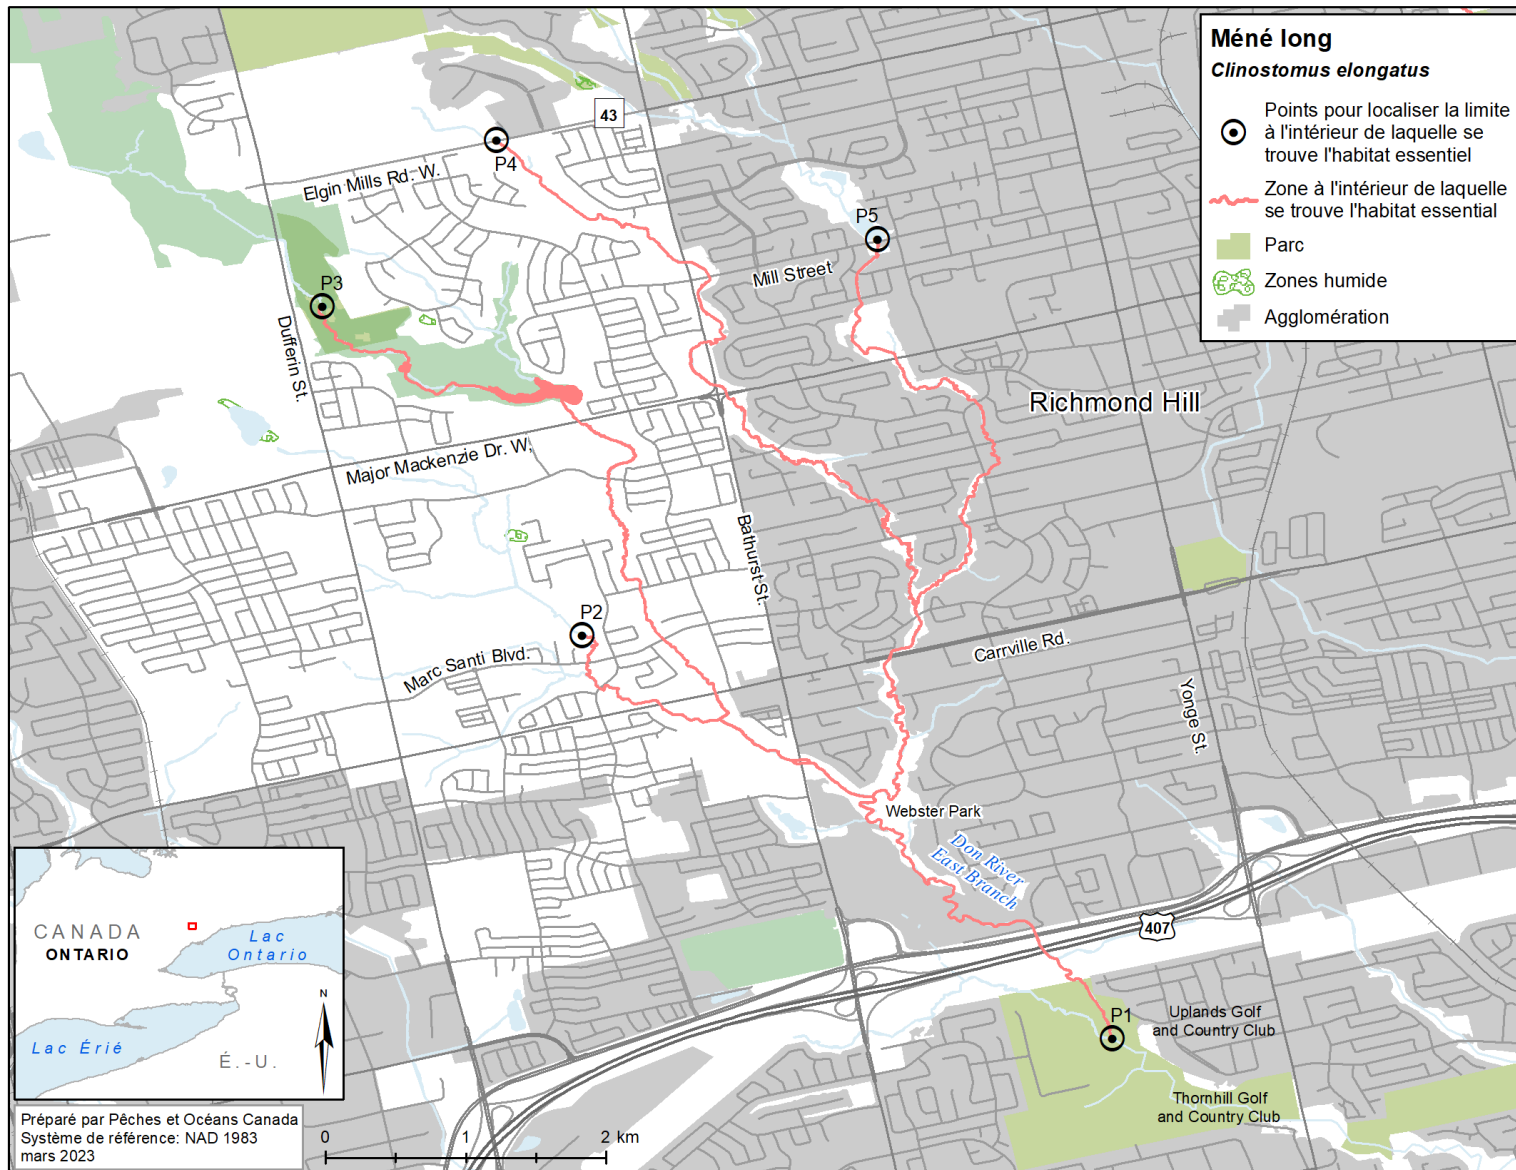 Méné long
Clinostomus elongatus
Points pour localiser la limite
à l'intérieur de laquelle se
trouve l'habitat essentiel
Zone à l'intérieur de laquelle
se trouve l'habitat essential
Parc
Zones humide
Agglomération
43
P4
Elgin Mills Rd. W.
P5
Mill Street
P3
Dufferin St.
Richmond Hill
Major Mackenzie Dr. W,
Bathurst St.
P2
Marc Santi Blvd.
Carrville Rd.
Yonge St.
Webster Park
Don River
East Branch
407
P1
Uplands Golf
and Country Club
Thornhill Golf
and Country Club
CANADA
ONTARIO
Lac
Ontario
N
Lac Érié
É.-U.
Préparé par Pêches et Océans Canada
Système de référence: NAD 1983
mars 2023
0 1 2 km